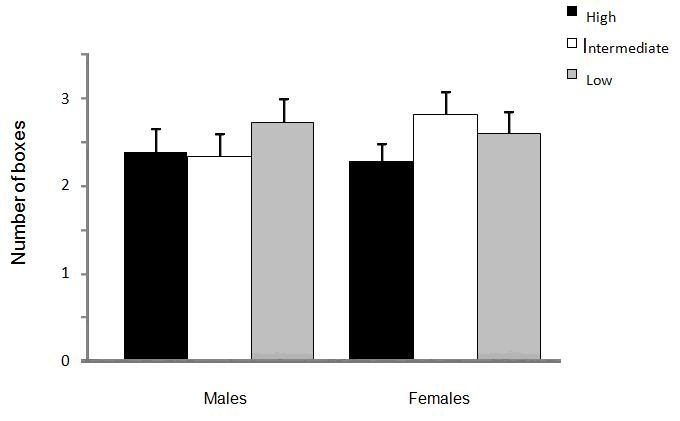 High
Intermediate
Low
Number of boxes
3
2
1
0
Males
Females